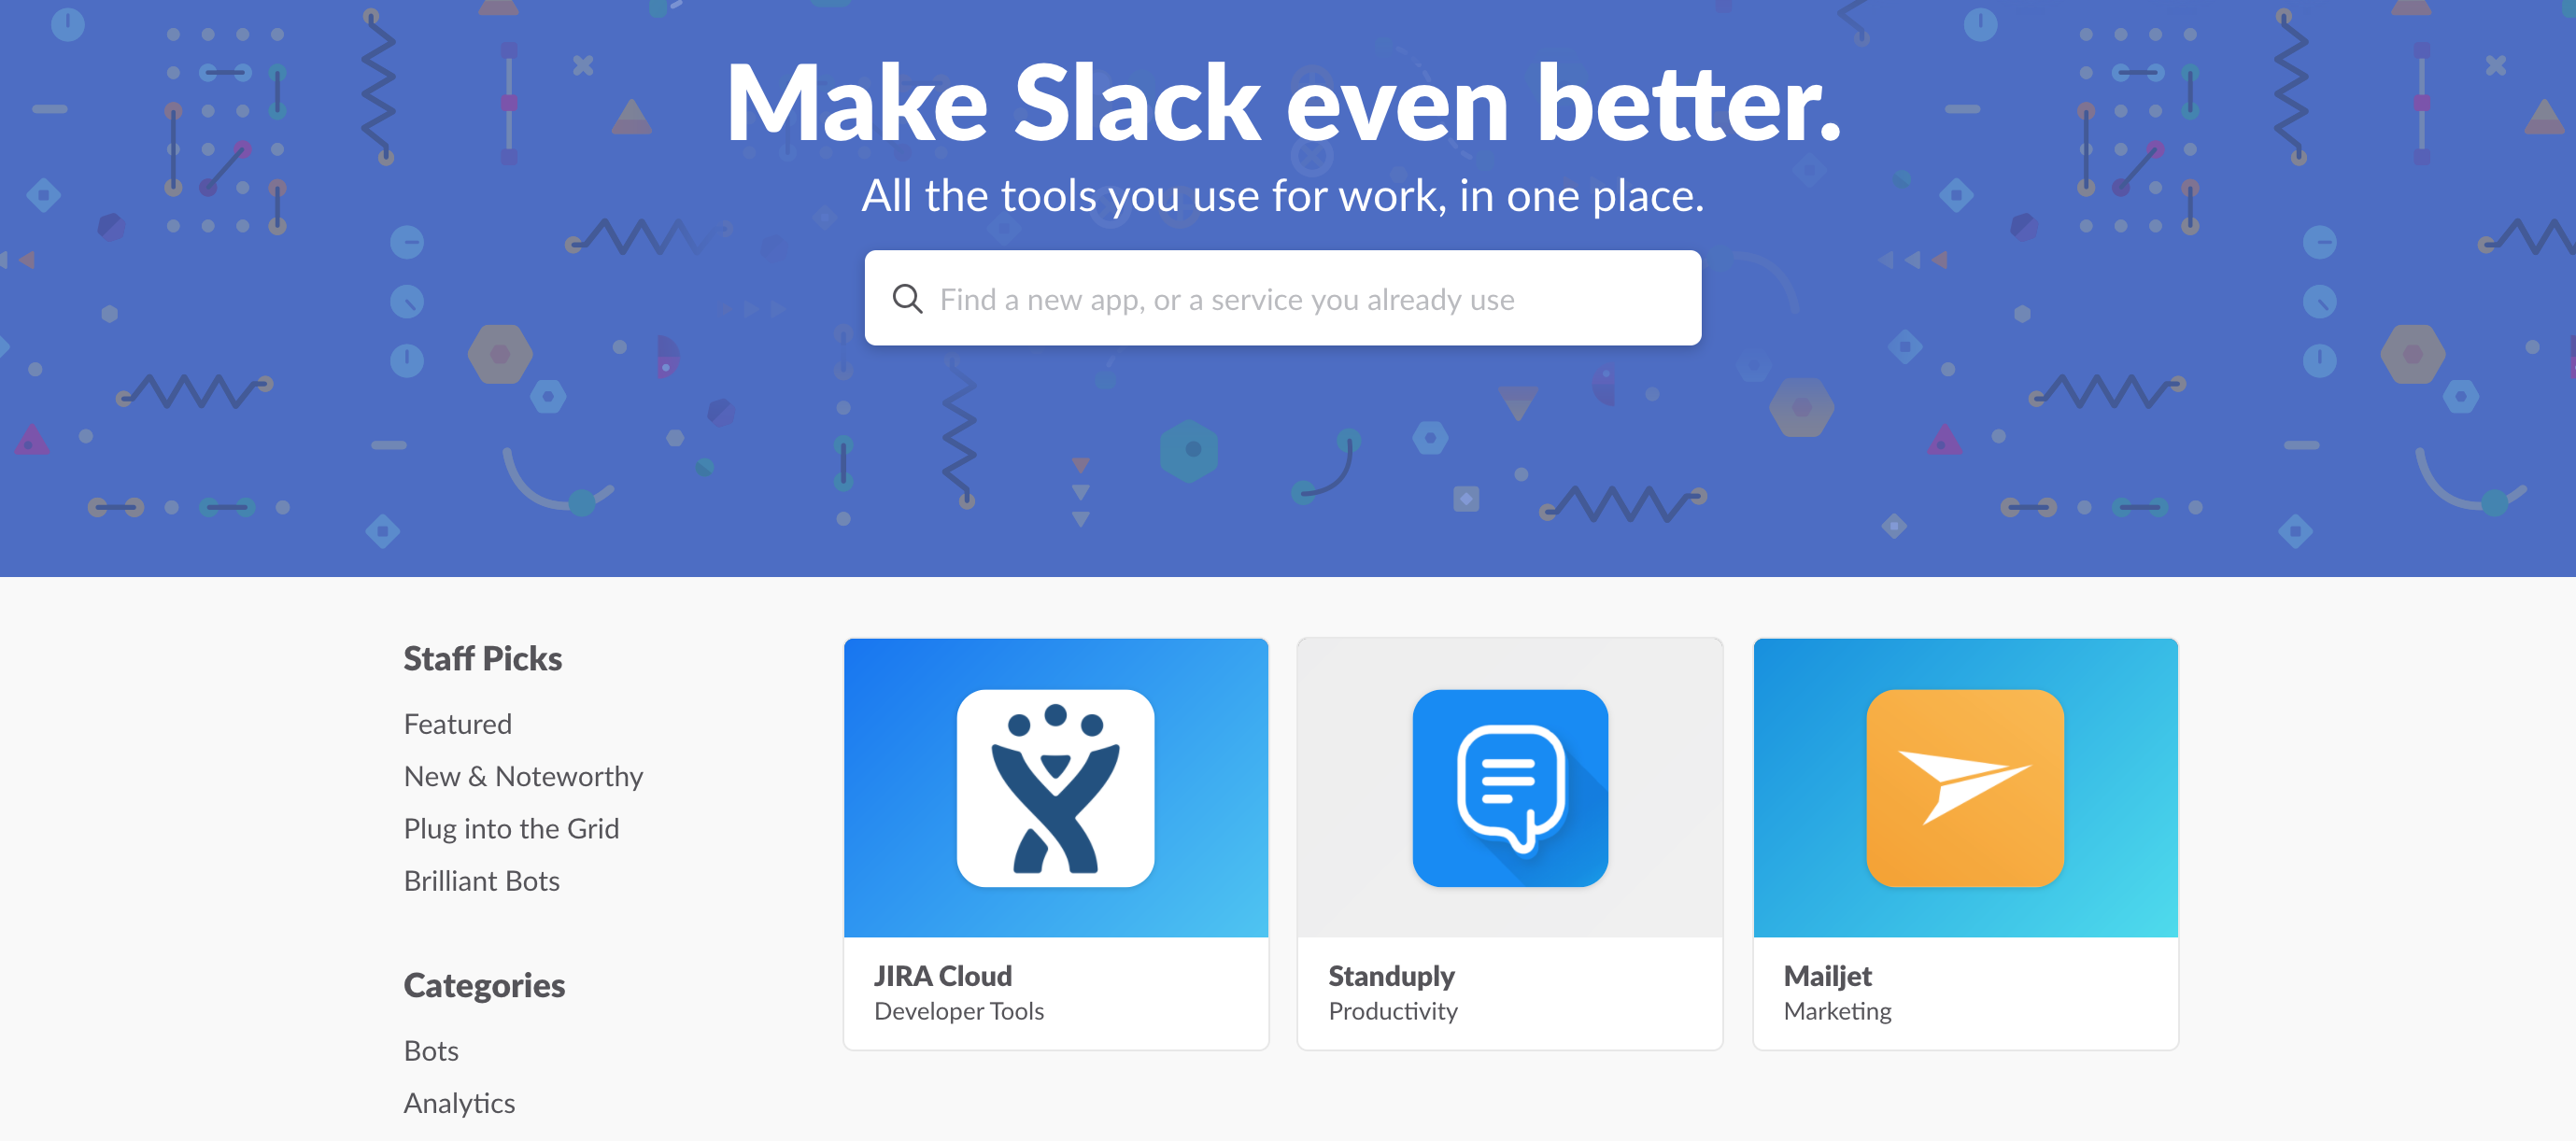 Make Slack even better.
All the tools you use for work, in one place.
Find a new app, or a service you already use
Staff Picks
Featured
New & Noteworthy
Plug into the Grid
Brilliant Bots
Categories
Bots
Analytics
JIRA Cloud
Developer Tools
Standuply
Productivity
Mailjet
Marketing